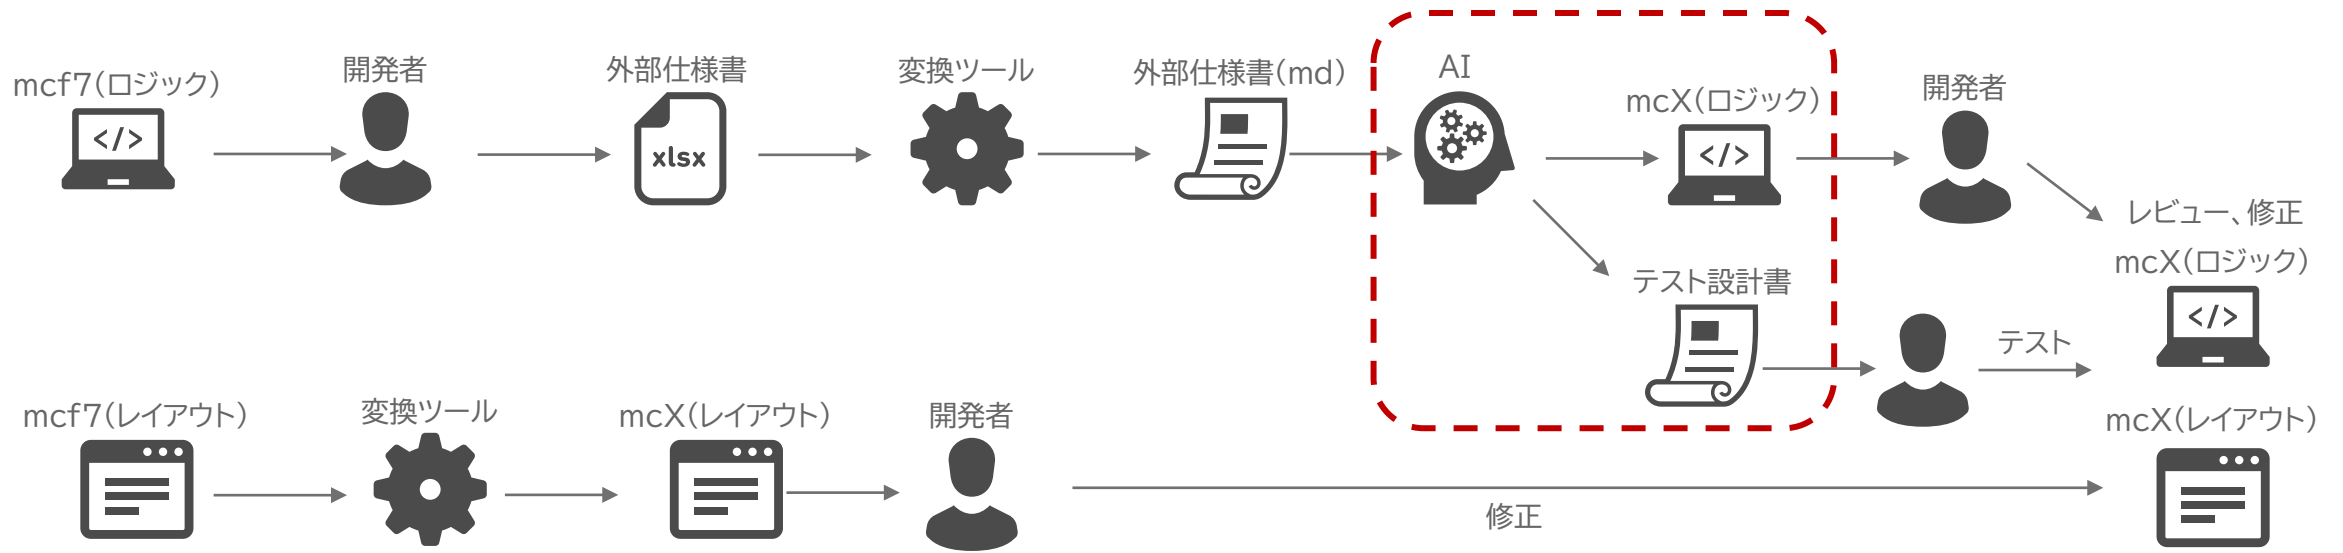 mcf7(ロジック)
</>
開発者
外部仕様書
xlsx
変換ツール
外部仕様書(md)
AI
mcX(ロジック)
</>
開発者
レビュー、修正
mcX(ロジック)
</>
テスト設計書
テスト
mcf7(レイアウト)
変換ツール
mcX(レイアウト)
開発者
修正
mcX(レイアウト)